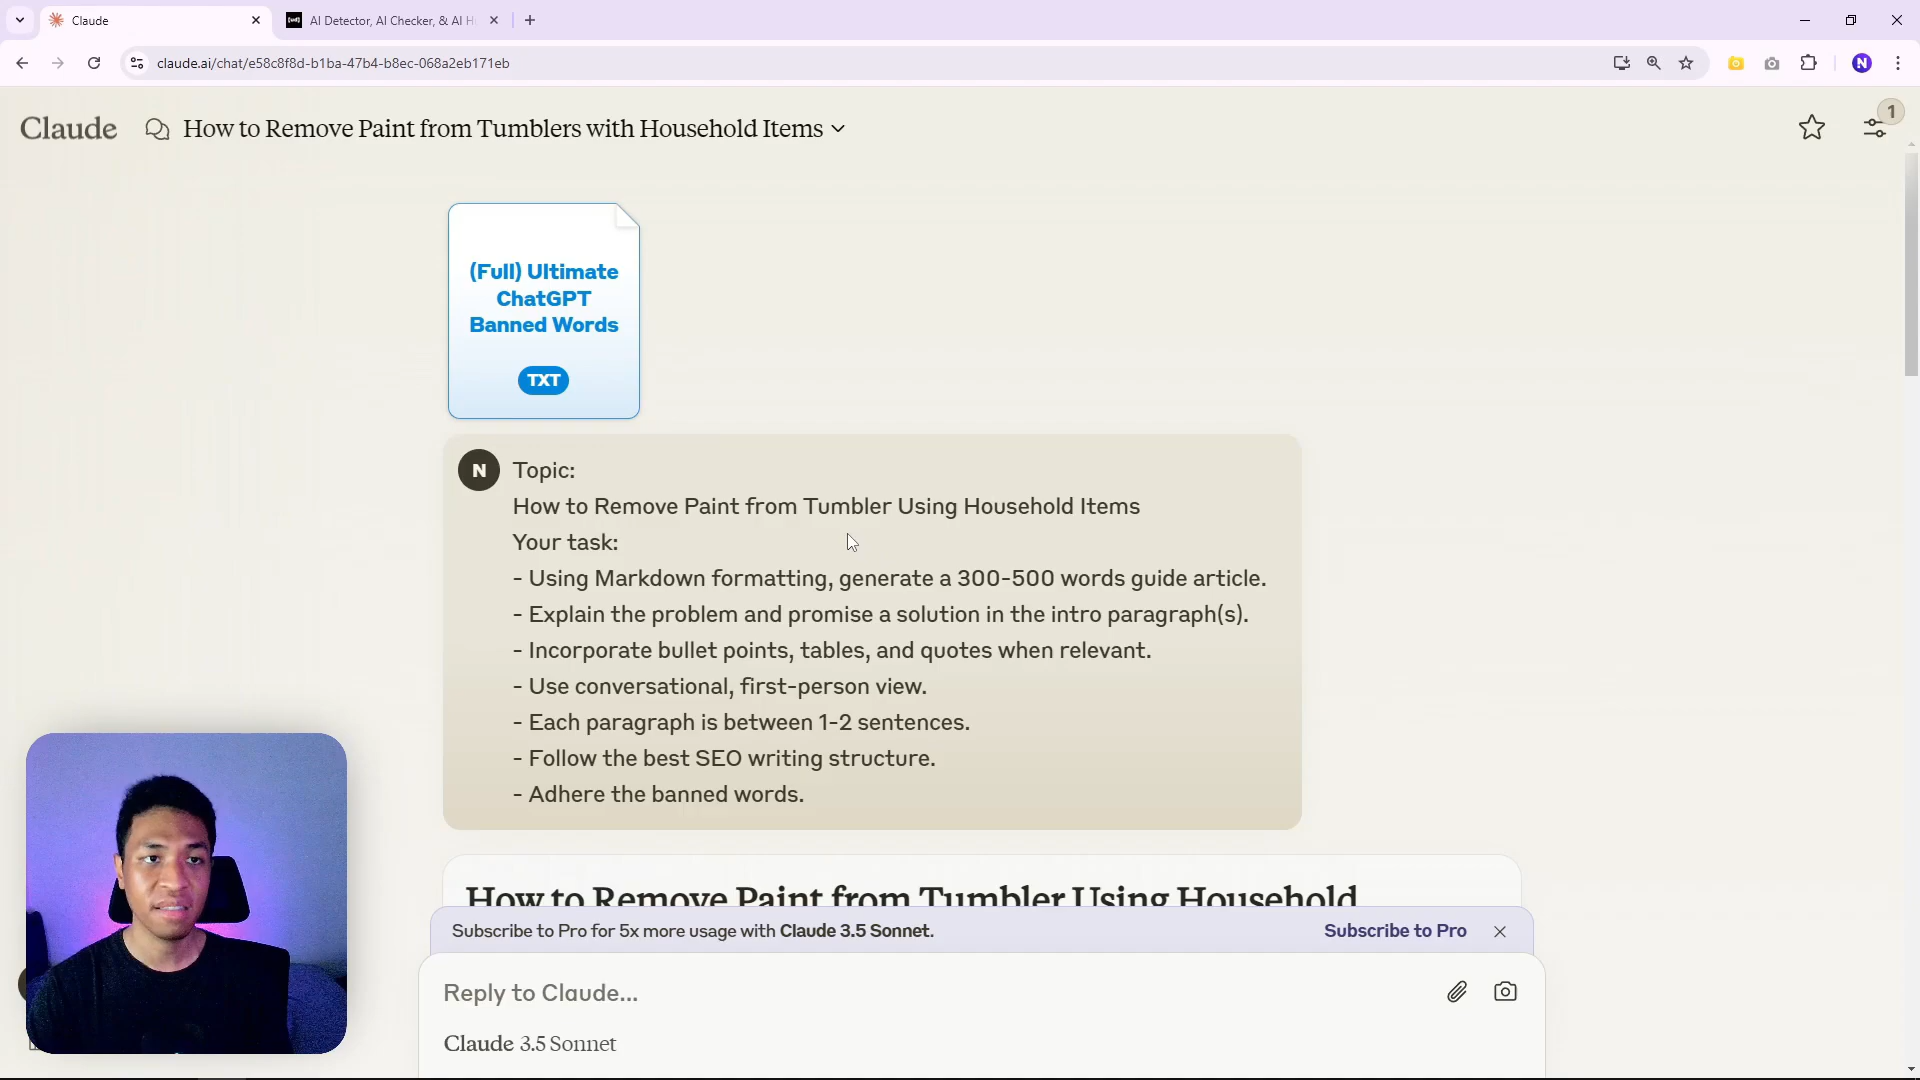 Claude
AI Detector, AI Checker, & AI H
claude.ai/chat/e58c8f8d-b1ba-47b4-b8ec-068a2eb171eb
N
Claude
How to Remove Paint from Tumblers with Household Items
1
(Full) Ultimate
ChatGPT
Banned Words
TXT
N
Topic:
How to Remove Paint from Tumbler Using Household Items
Your task:
- Using Markdown formatting, generate a 300-500 words guide article.
- Explain the problem and promise a solution in the intro paragraph(s).
- Incorporate bullet points, tables, and quotes when relevant.
- Use conversational, first-person view.
- Each paragraph is between 1-2 sentences.
- Follow the best SEO writing structure.
- Adhere the banned words.
How to Remove Paint from Tumbler Using Household
Subscribe to Pro for 5x more usage with Claude 3.5 Sonnet.
Subscribe to Pro
Reply to Claude...
Claude 3.5 Sonnet